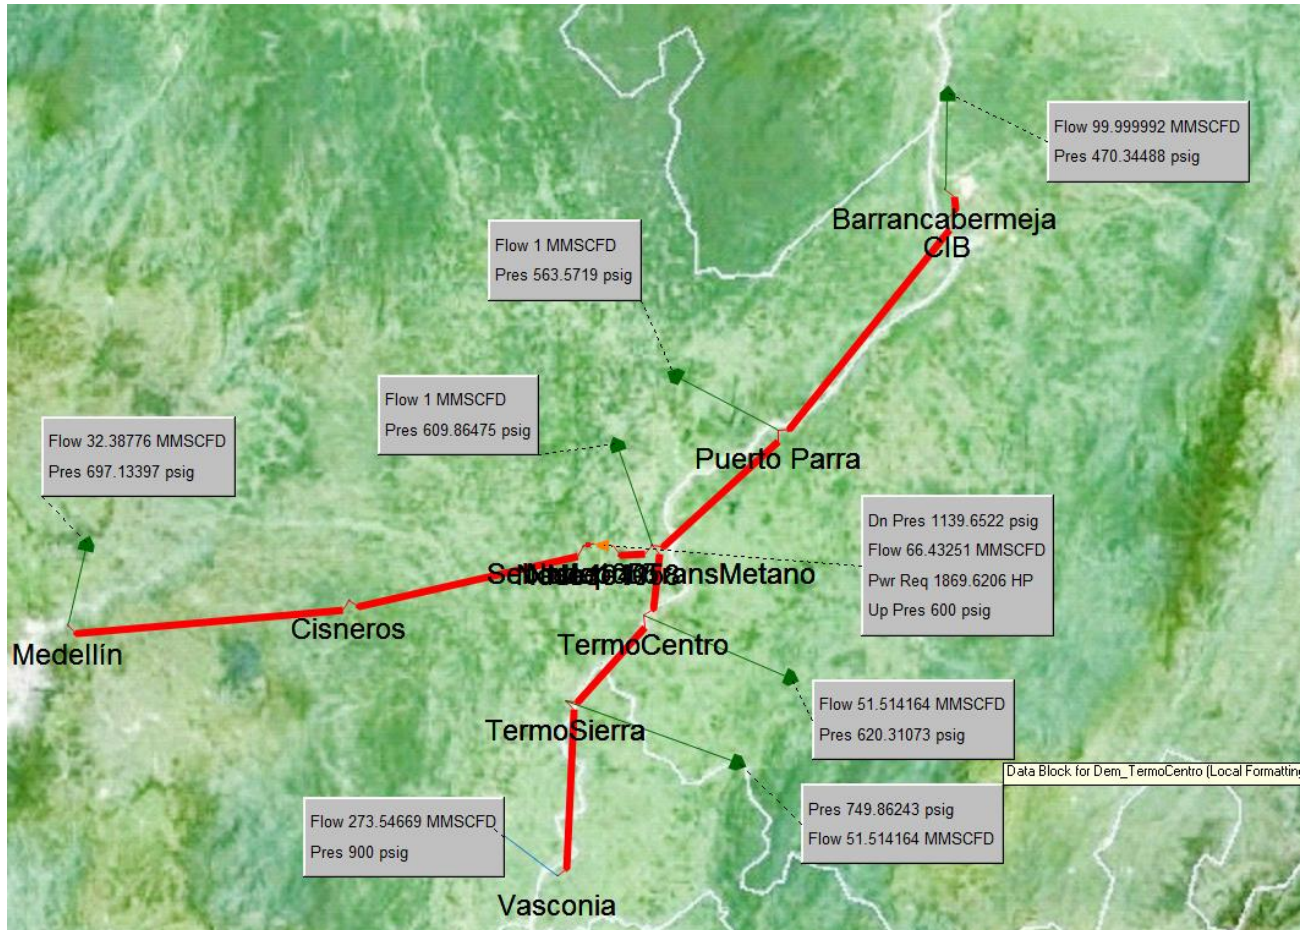 Flow 99.999992 MMSCFD
Pres 470.34488 psig
Barrancabermeja
CIB
Flow 1 MMSCFD
Pres 563.5719 psig
Flow 1 MMSCFD
Pres 609.86475 psig
Flow 32.38776 MMSCFD
Pres 697.13397 psig
Puerto Parra
Dn Pres 1139.6522 psig
Flow 66.43251 MMSCFD
Pwr Req 1869.6206 HP
Up Pres 600 psig
TransMetano
Cisneros
Medellín
TermoCentro
Flow 51.514164 MMSCFD
Pres 620.31073 psig
TermoSierra
Data Block for Dem_TermoCentro (Local Formatting
Pres 749.86243 psig
Flow 51.514164 MMSCFD
Flow 273.54669 MMSCFD
Pres 900 psig
Vasconia